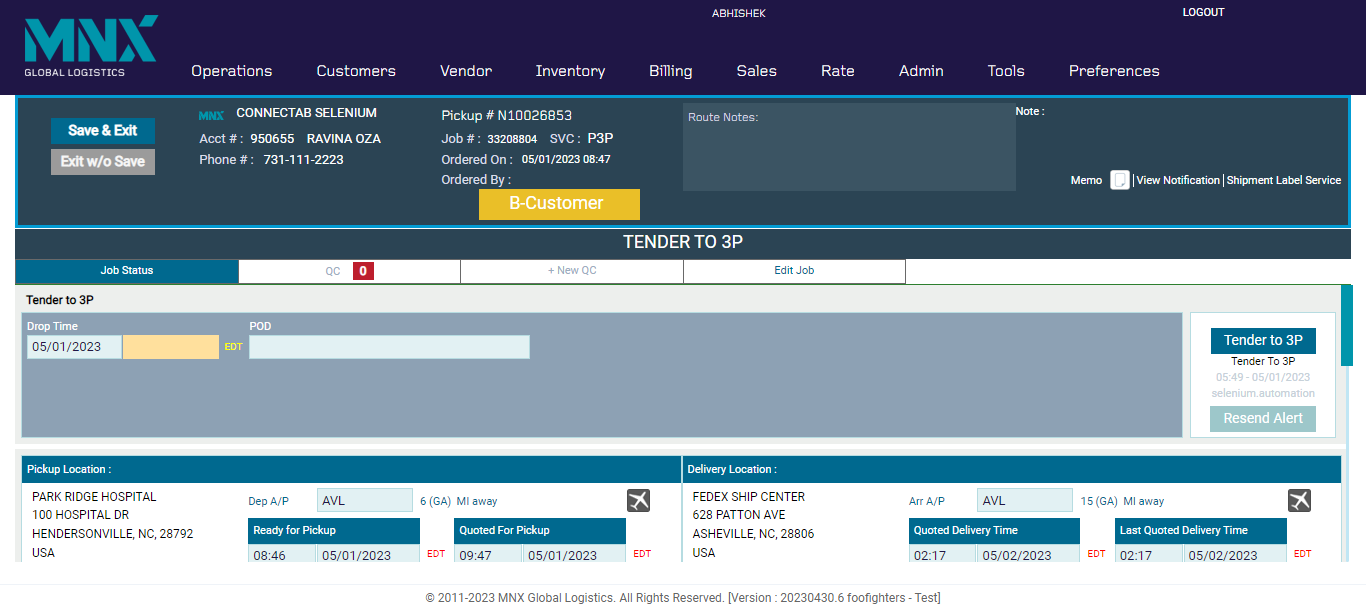 ABHISHEK
LOGOUT
MNX
GLOBAL LOGISTICS
Operations Customers Vendor Inventory Billing Sales Rate Admin Tools Preferences
Save & Exit
Exit w/o Save
MNX CONNECTAB SELENIUM
Acct # : 950655 RAVINA OZA
Phone # : 731-111-2223
Pickup # N10026853
Job # : 33208804 SVC : P3P
Ordered On : 05/01/2023 08:47
Ordered By :
B-Customer
Route Notes:
Note :
Memo | View Notification | Shipment Label Service
TENDER TO 3P
Job Status QC 0 + New QC Edit Job
Tender to 3P
Drop Time POD
05/01/2023 EDT
Tender to 3P
Tender To 3P
05:49 - 05/01/2023
selenium.automation
Resend Alert
Pickup Location :
PARK RIDGE HOSPITAL
100 HOSPITAL DR
HENDERSONVILLE, NC, 28792
USA
Dep A/P AVL 6 (GA) MI away
Ready for Pickup Quoted For Pickup
08:46 05/01/2023 EDT 09:47 05/01/2023 EDT
Delivery Location :
FEDEX SHIP CENTER
628 PATTON AVE
ASHEVILLE, NC, 28806
USA
Arr A/P AVL 15 (GA) MI away
Quoted Delivery Time Last Quoted Delivery Time
02:17 05/02/2023 EDT 02:17 05/02/2023 EDT
© 2011-2023 MNX Global Logistics. All Rights Reserved. [Version : 20230430.6 foofighters - Test]